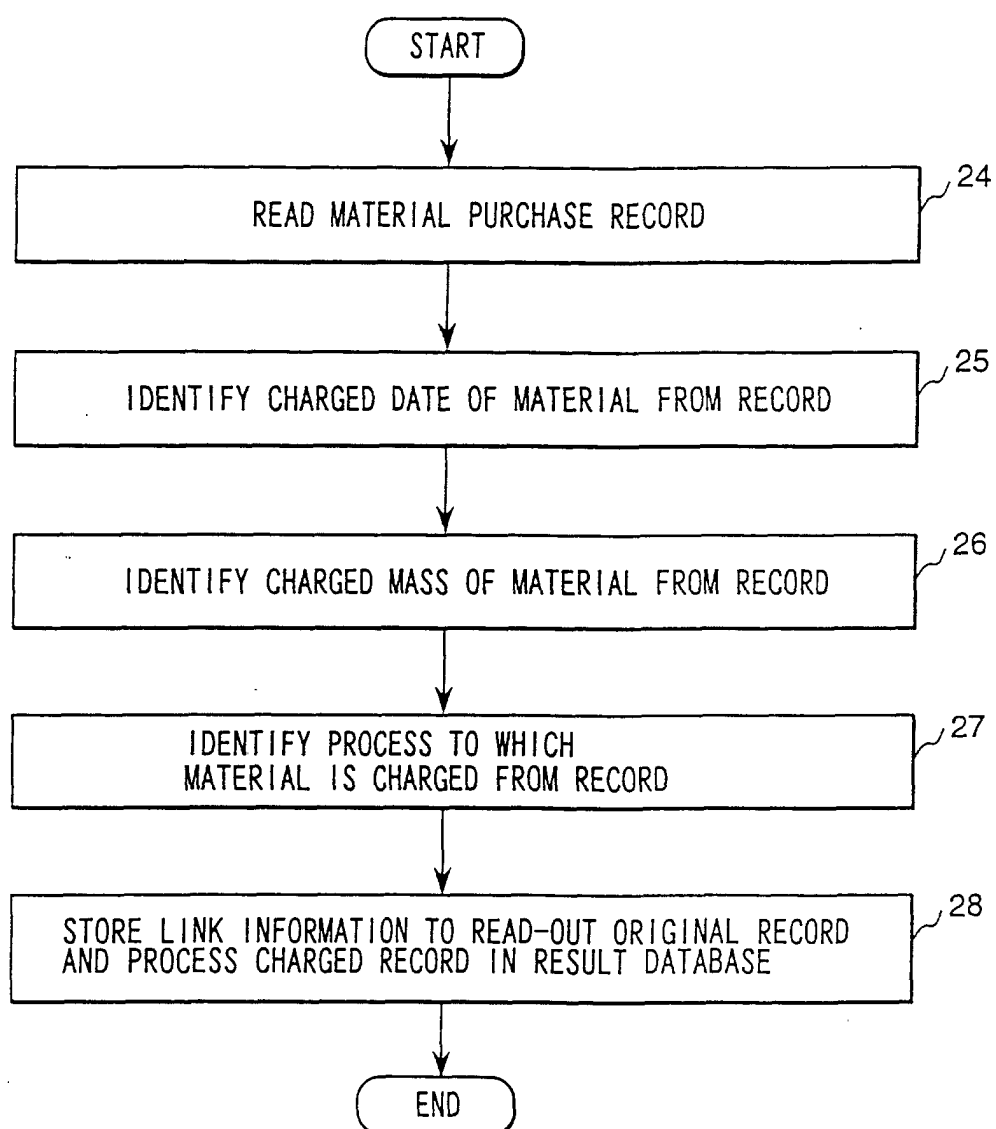 START
READ MATERIAL PURCHASE RECORD
24
IDENTIFY CHARGED DATE OF MATERIAL FROM RECORD
25
IDENTIFY CHARGED MASS OF MATERIAL FROM RECORD
26
IDENTIFY PROCESS TO WHICH
MATERIAL IS CHARGED FROM RECORD
27
STORE LINK INFORMATION TO READ-OUT ORIGINAL RECORD
AND PROCESS CHARGED RECORD IN RESULT DATABASE
28
END